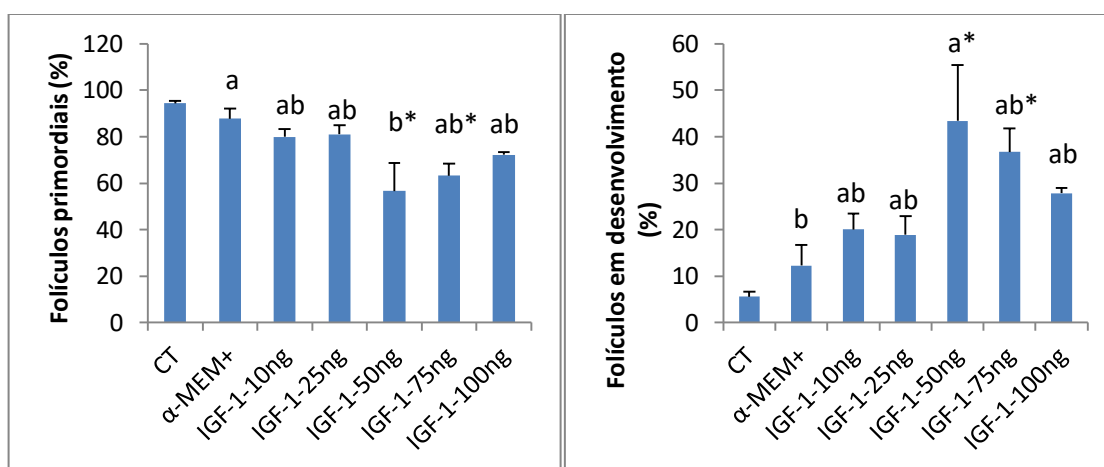 Folículos primordiais (%)
120
100
80
60
40
20
0
a
ab
ab
b*
ab*
ab
CT
α-MEM+
IGF-1-10ng
IGF-1-25ng
IGF-1-50ng
IGF-1-75ng
IGF-1-100ng
Folículos em desenvolvimento
(%)
60
50
40
30
20
10
0
b
ab
ab
a*
ab*
ab
CT
α-MEM+
IGF-1-10ng
IGF-1-25ng
IGF-1-50ng
IGF-1-75ng
IGF-1-100ng